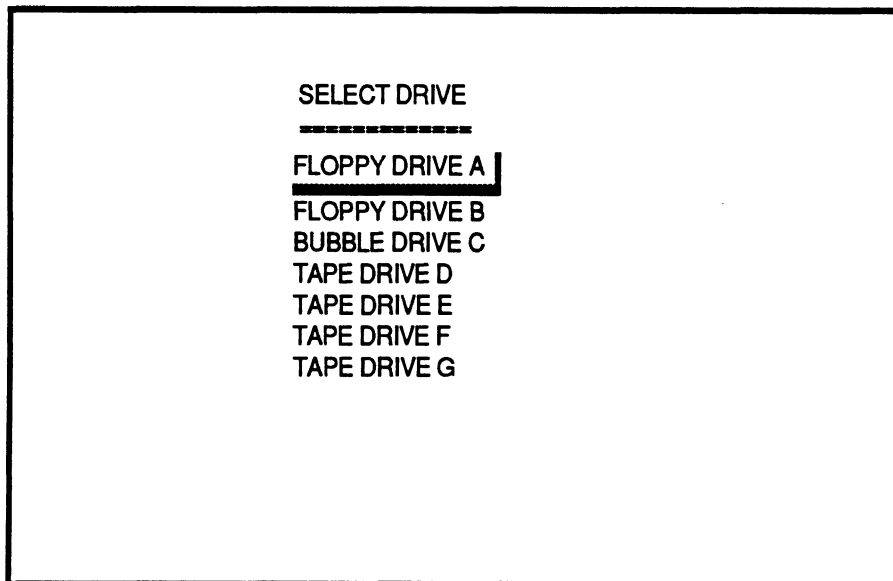 SELECT DRIVE
=============
FLOPPY DRIVE A
FLOPPY DRIVE B
BUBBLE DRIVE C
TAPE DRIVE D
TAPE DRIVE E
TAPE DRIVE F
TAPE DRIVE G